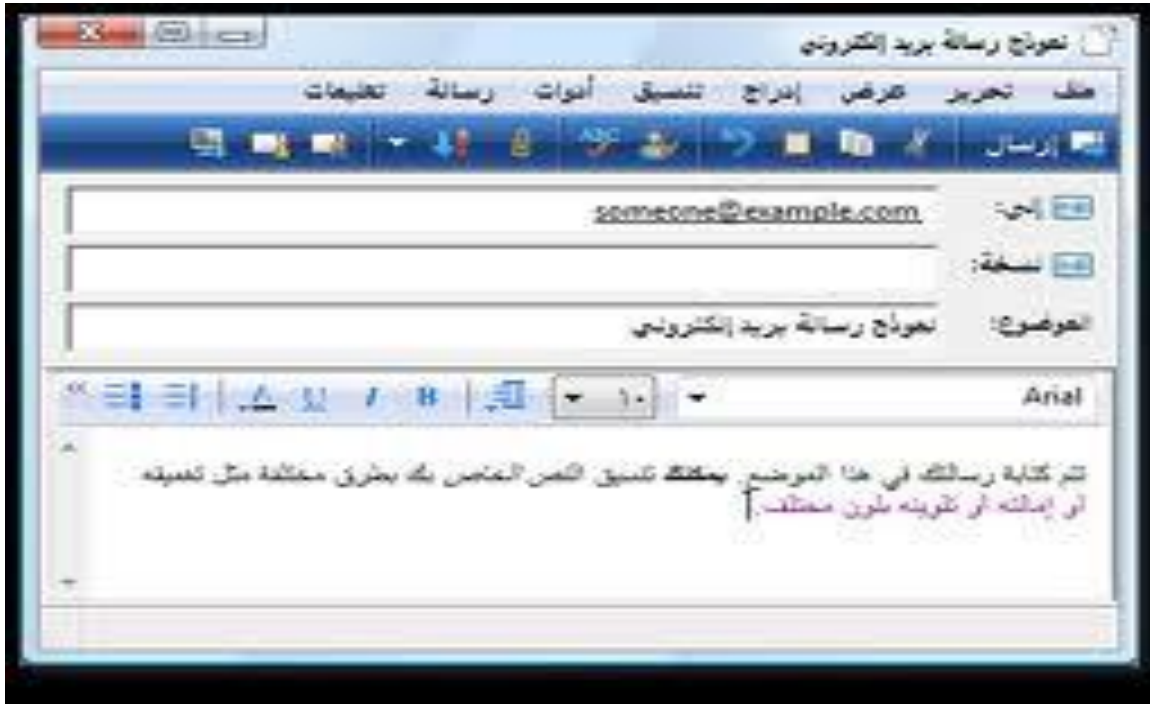 نموذج رسالة بريد إلكتروني
ملف تحرير عرض إدراج تنسيق أدوات رسالة تعليمات
إرسال
إلى: someone@example.com
نسخة:
الموضوع: نموذج رسالة بريد إلكتروني
Arial ١٠ B I U A
تتم كتابة رسالتك في هذا الموضع. يمكنك تنسيق النص الخاص بك بطرق مختلفة مثل تعميقه
أو إمالته أو تلوينه بلون مختلف.